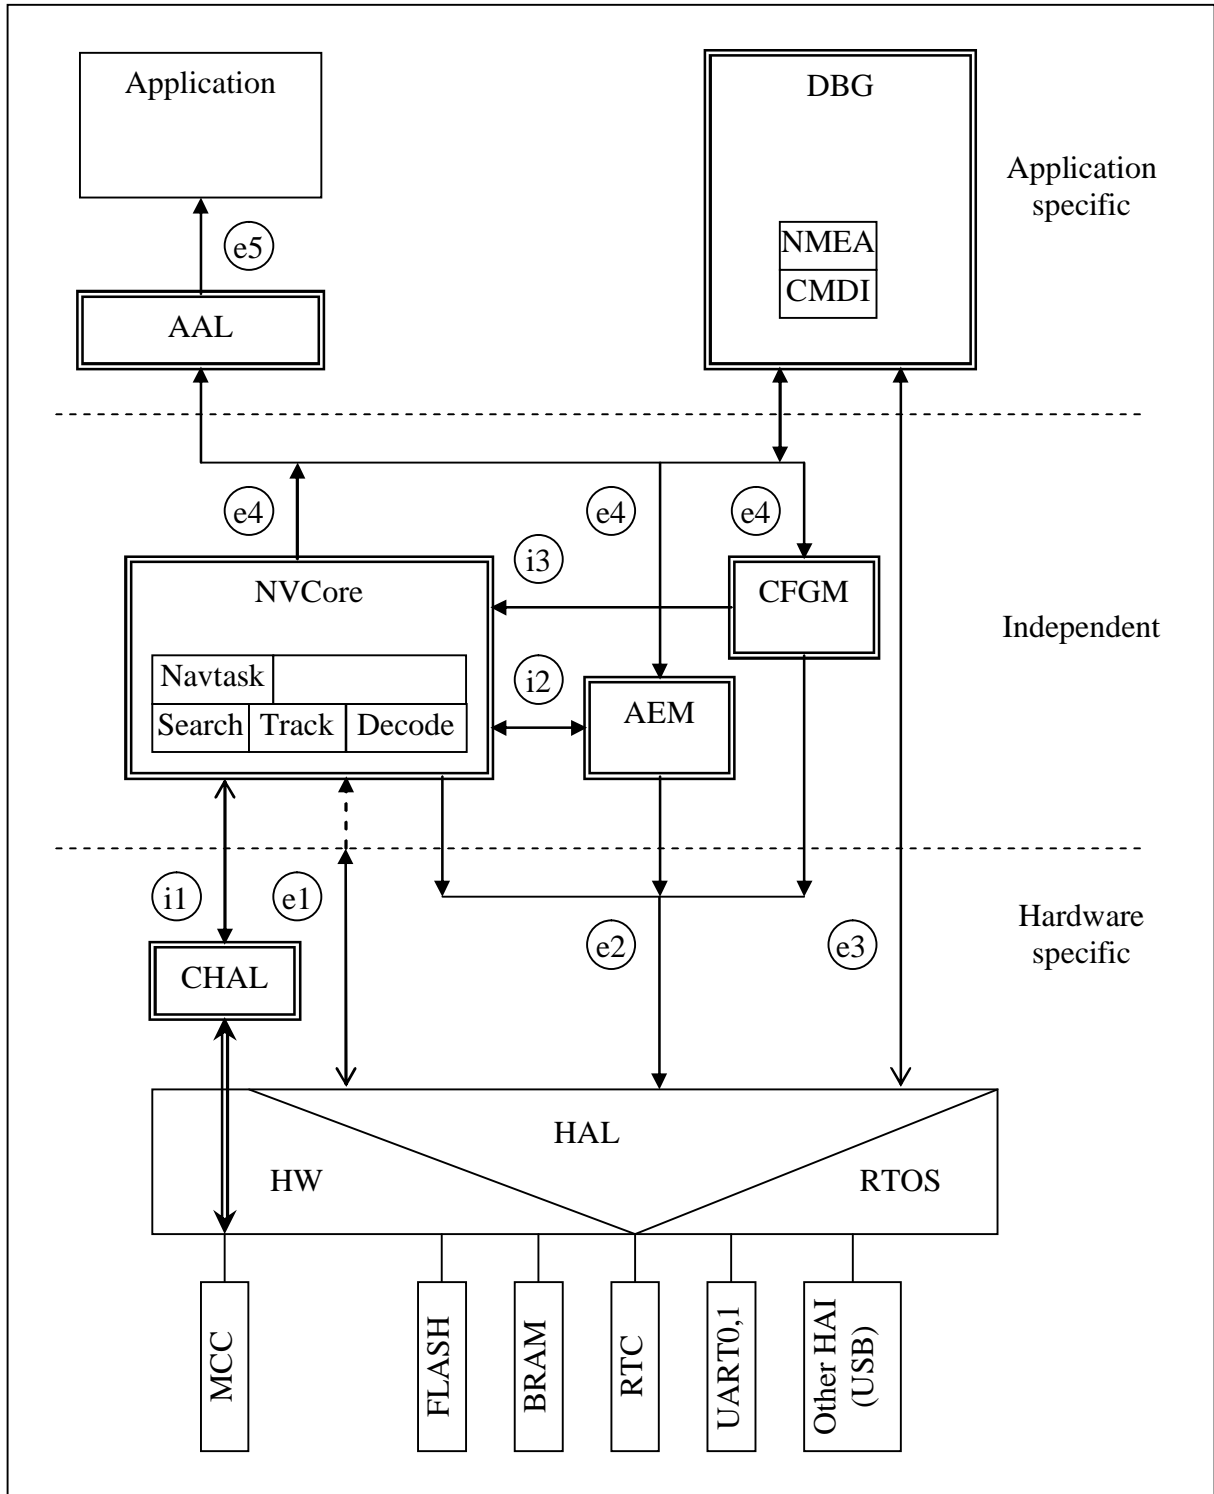 Application
DBG
Application
specific
NMEA
CMDI
e5
AAL
e4
e4
e4
i3
NVCore
CFGM
Independent
Navtask
Search
Track
Decode
i2
AEM
i1
e1
e2
e3
Hardware
specific
CHAL
HAL
HW
RTOS
MCC
FLASH
BRAM
RTC
UART0,1
Other HAI
(USB)